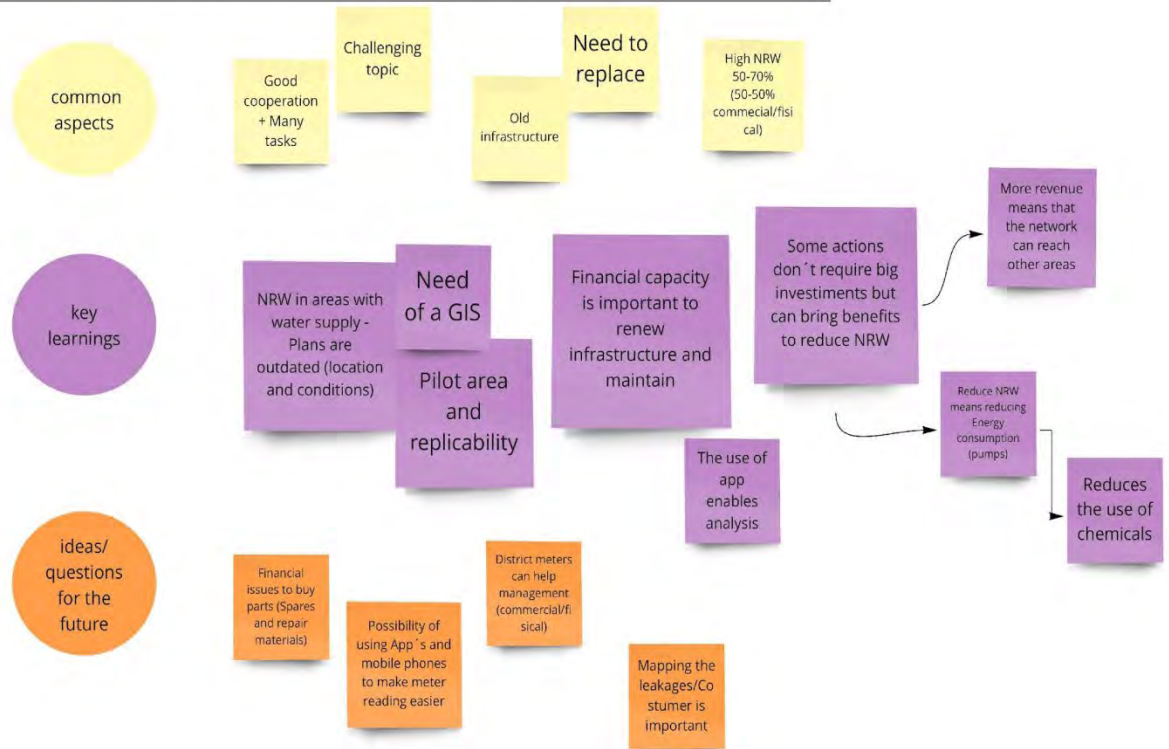 common
aspects
Good
cooperation
+ Many
tasks
Challenging
topic
Old
infrastructure
Need to
replace
High NRW
50-70%
(50-50%
commecial/fisi
cal)
key
learnings
NRW in areas with
water supply -
Plans are
outdated (location
and conditions)
Need
of a GIS
Pilot area
and
replicability
Financial capacity
is important to
renew
infrastructure and
maintain
The use of
app
enables
analysis
Some actions
don´t require big
investiments but
can bring benefits
to reduce NRW
More revenue
means that
the network
can reach
other areas
Reduce NRW
means reducing
Energy
consumption
(pumps)
Reduces
the use of
chemicals
ideas/
questions
for the
future
Financial
issues to buy
parts (Spares
and repair
materials)
Possibility of
using App´s and
mobile phones
to make meter
reading easier
District meters
can help
management
(commercial/fi
sical)
Mapping the
leakages/Co
stumer is
important